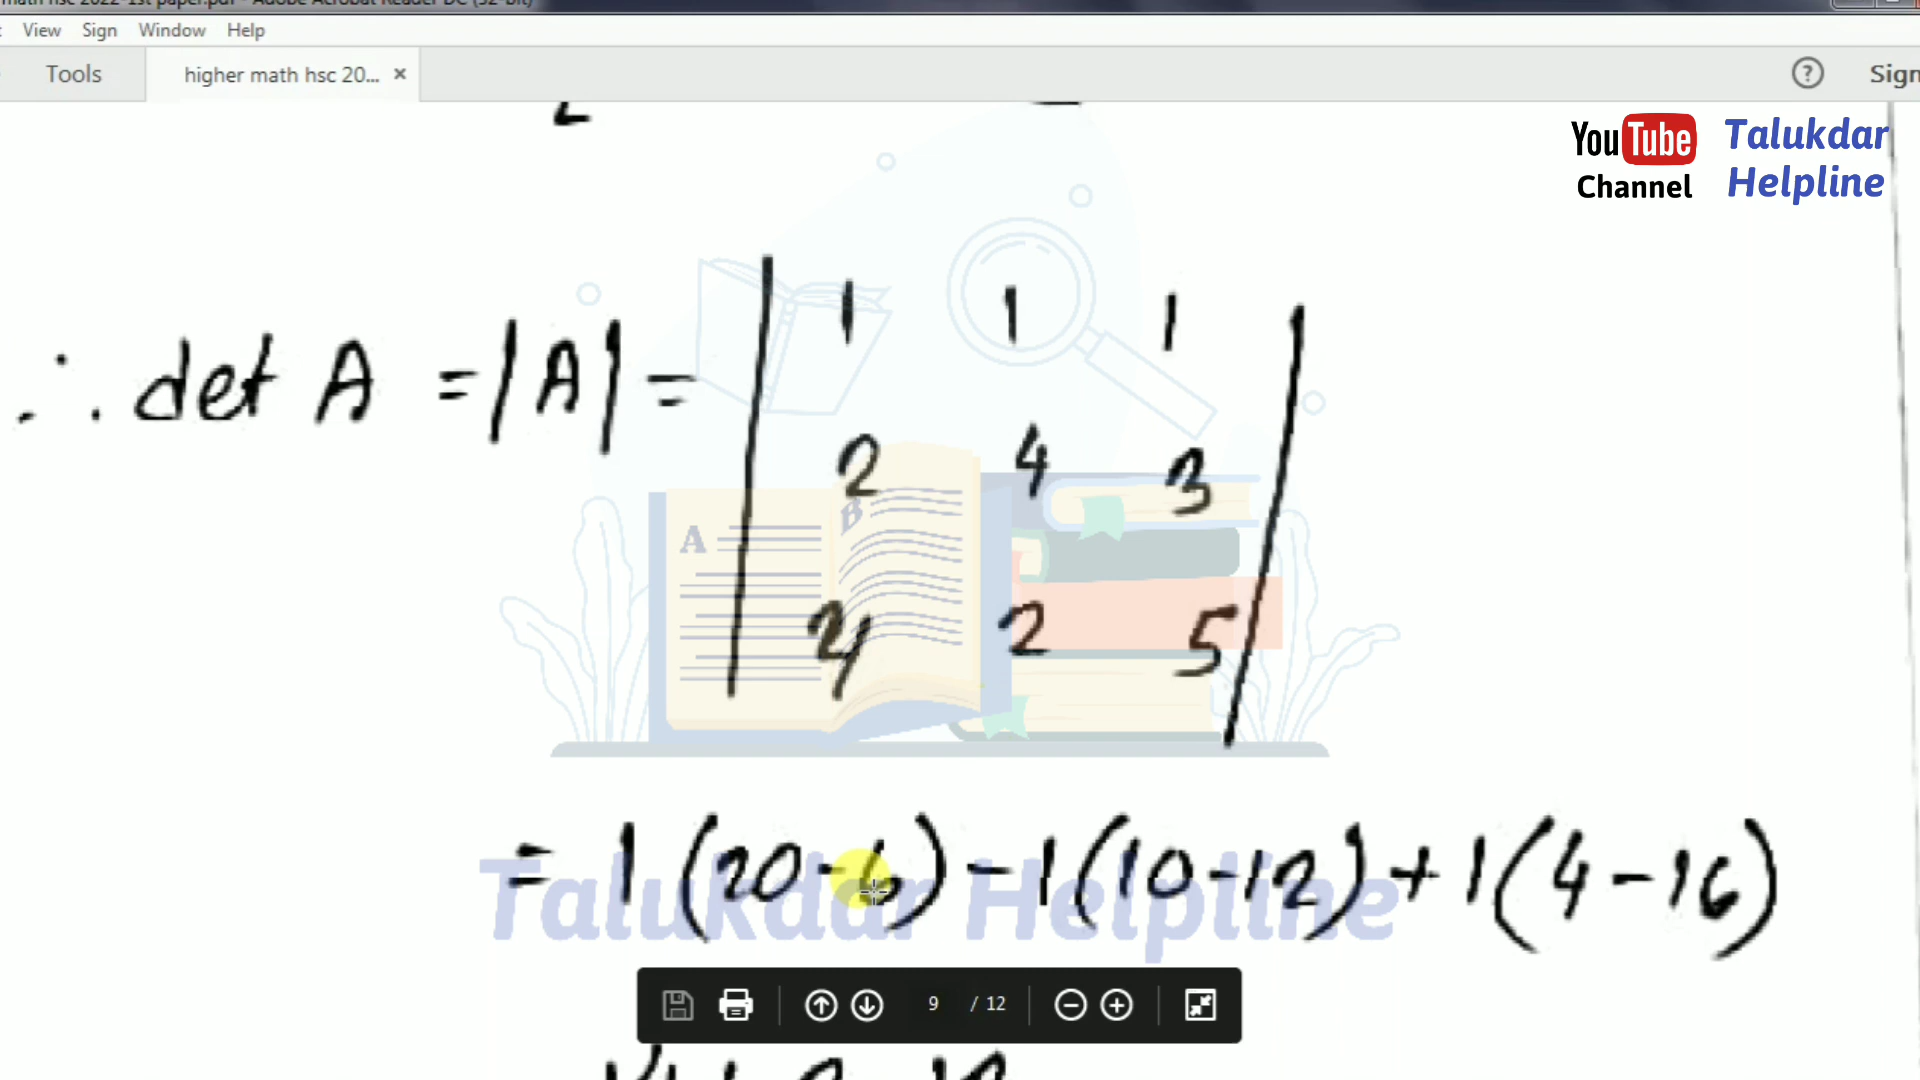 View Sign Window Help
Tools higher math hsc 20... × ? Sign
YouTube Channel
Talukdar Helpline
∴ det A = |A| = | 1 1 1 |
2 4 3
4 2 5
= 1 (20-6) - 1 (10-12) + 1 (4-16)
Talukdar Helpline
9 / 12